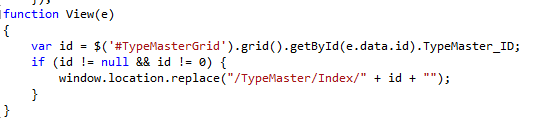 });
function View(e)
{
var id = $('#TypeMasterGrid').grid().getById(e.data.id).TypeMaster_ID;
if (id != null && id != 0) {
window.location.replace("/TypeMaster/Index/" + id + "");
}
}